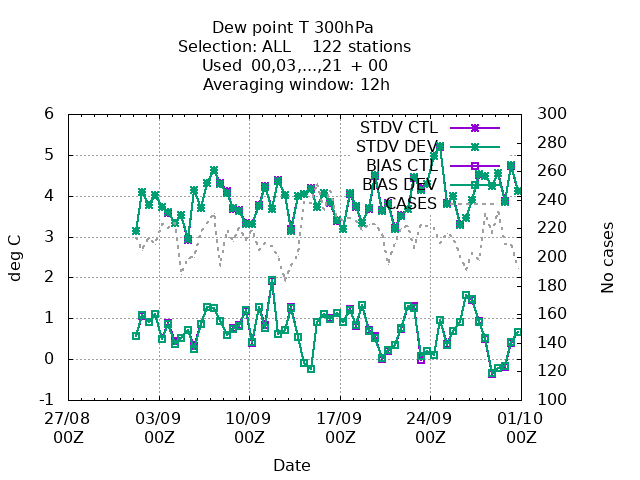 Dew point T 300hPa
Selection: ALL    122 stations
Used  00,03,...,21  + 00
Averaging window: 12h
STDV CTL
STDV DEV
BIAS CTL
BIAS DEV
CASES
6
5
4
3
2
1
0
-1
deg C
300
280
260
240
220
200
180
160
140
120
100
No cases
27/08 03/09 10/09 17/09 24/09 01/10
00Z 00Z 00Z 00Z 00Z 00Z
Date